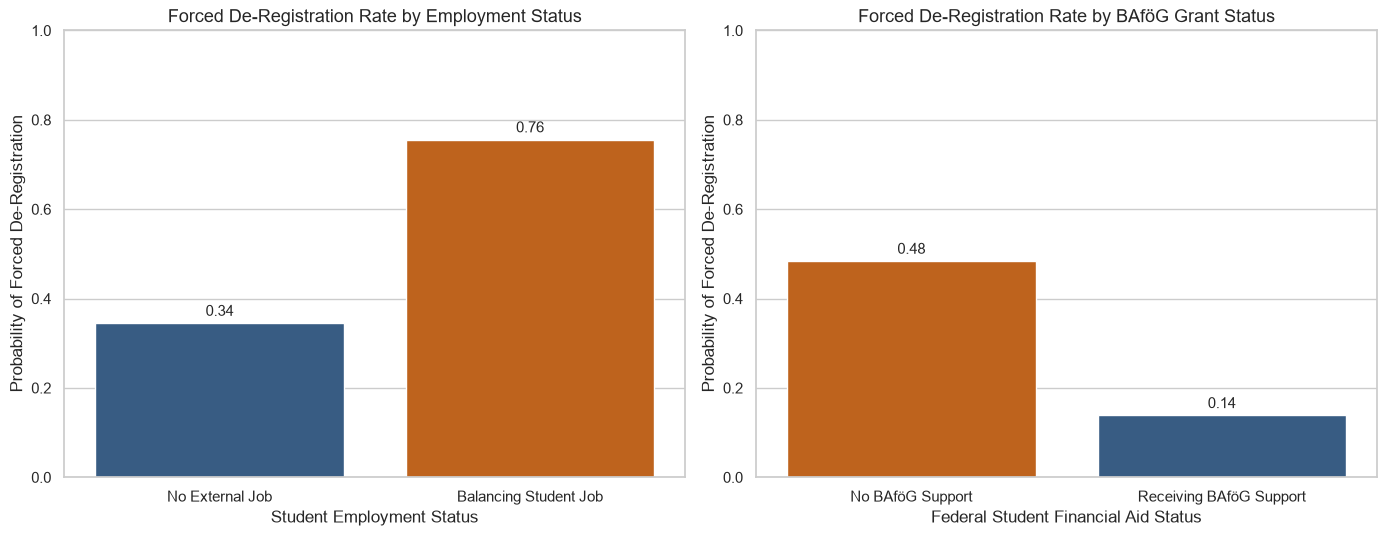 Forced De-Registration Rate by Employment Status
Probability of Forced De-Registration
1.0
0.8
0.6
0.4
0.2
0.0
0.34
0.76
No External Job
Balancing Student Job
Student Employment Status
Forced De-Registration Rate by BAföG Grant Status
Probability of Forced De-Registration
1.0
0.8
0.6
0.4
0.2
0.0
0.48
0.14
No BAföG Support
Receiving BAföG Support
Federal Student Financial Aid Status